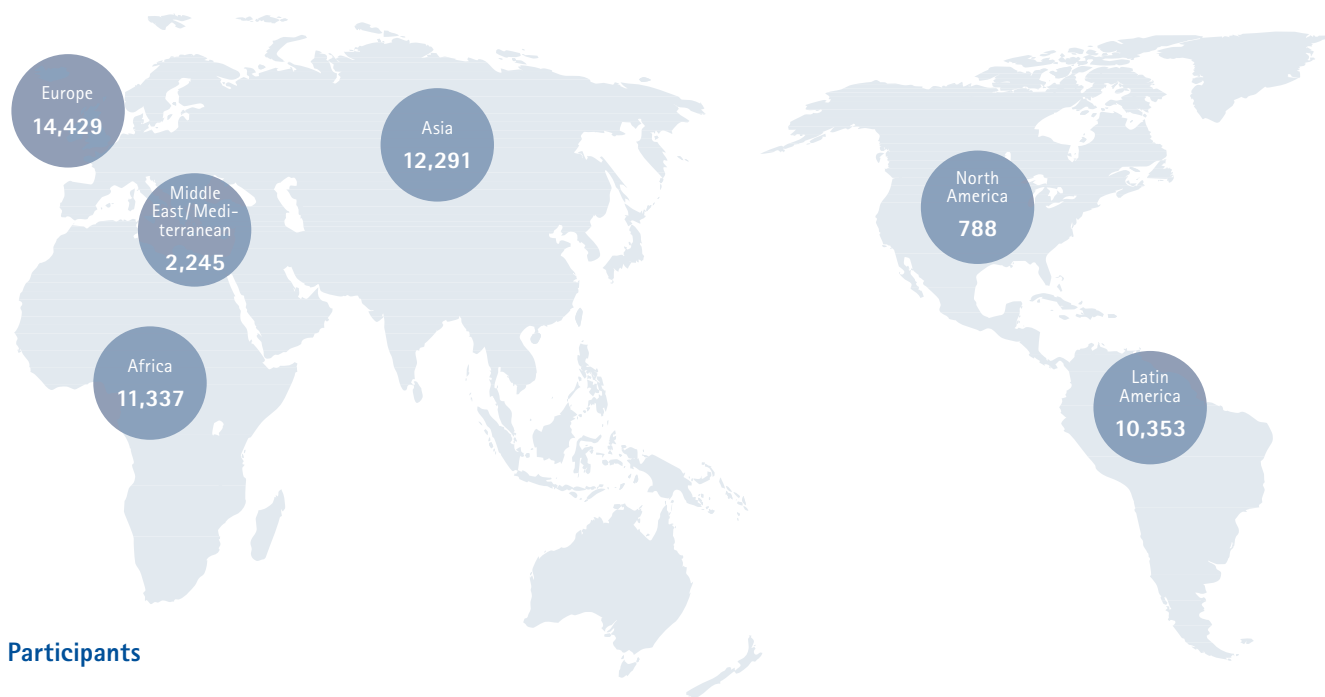 Europe
14,429
Asia
12,291
Middle
East/Medi-
terranean
2,245
North
America
788
Africa
11,337
Latin
America
10,353
Participants